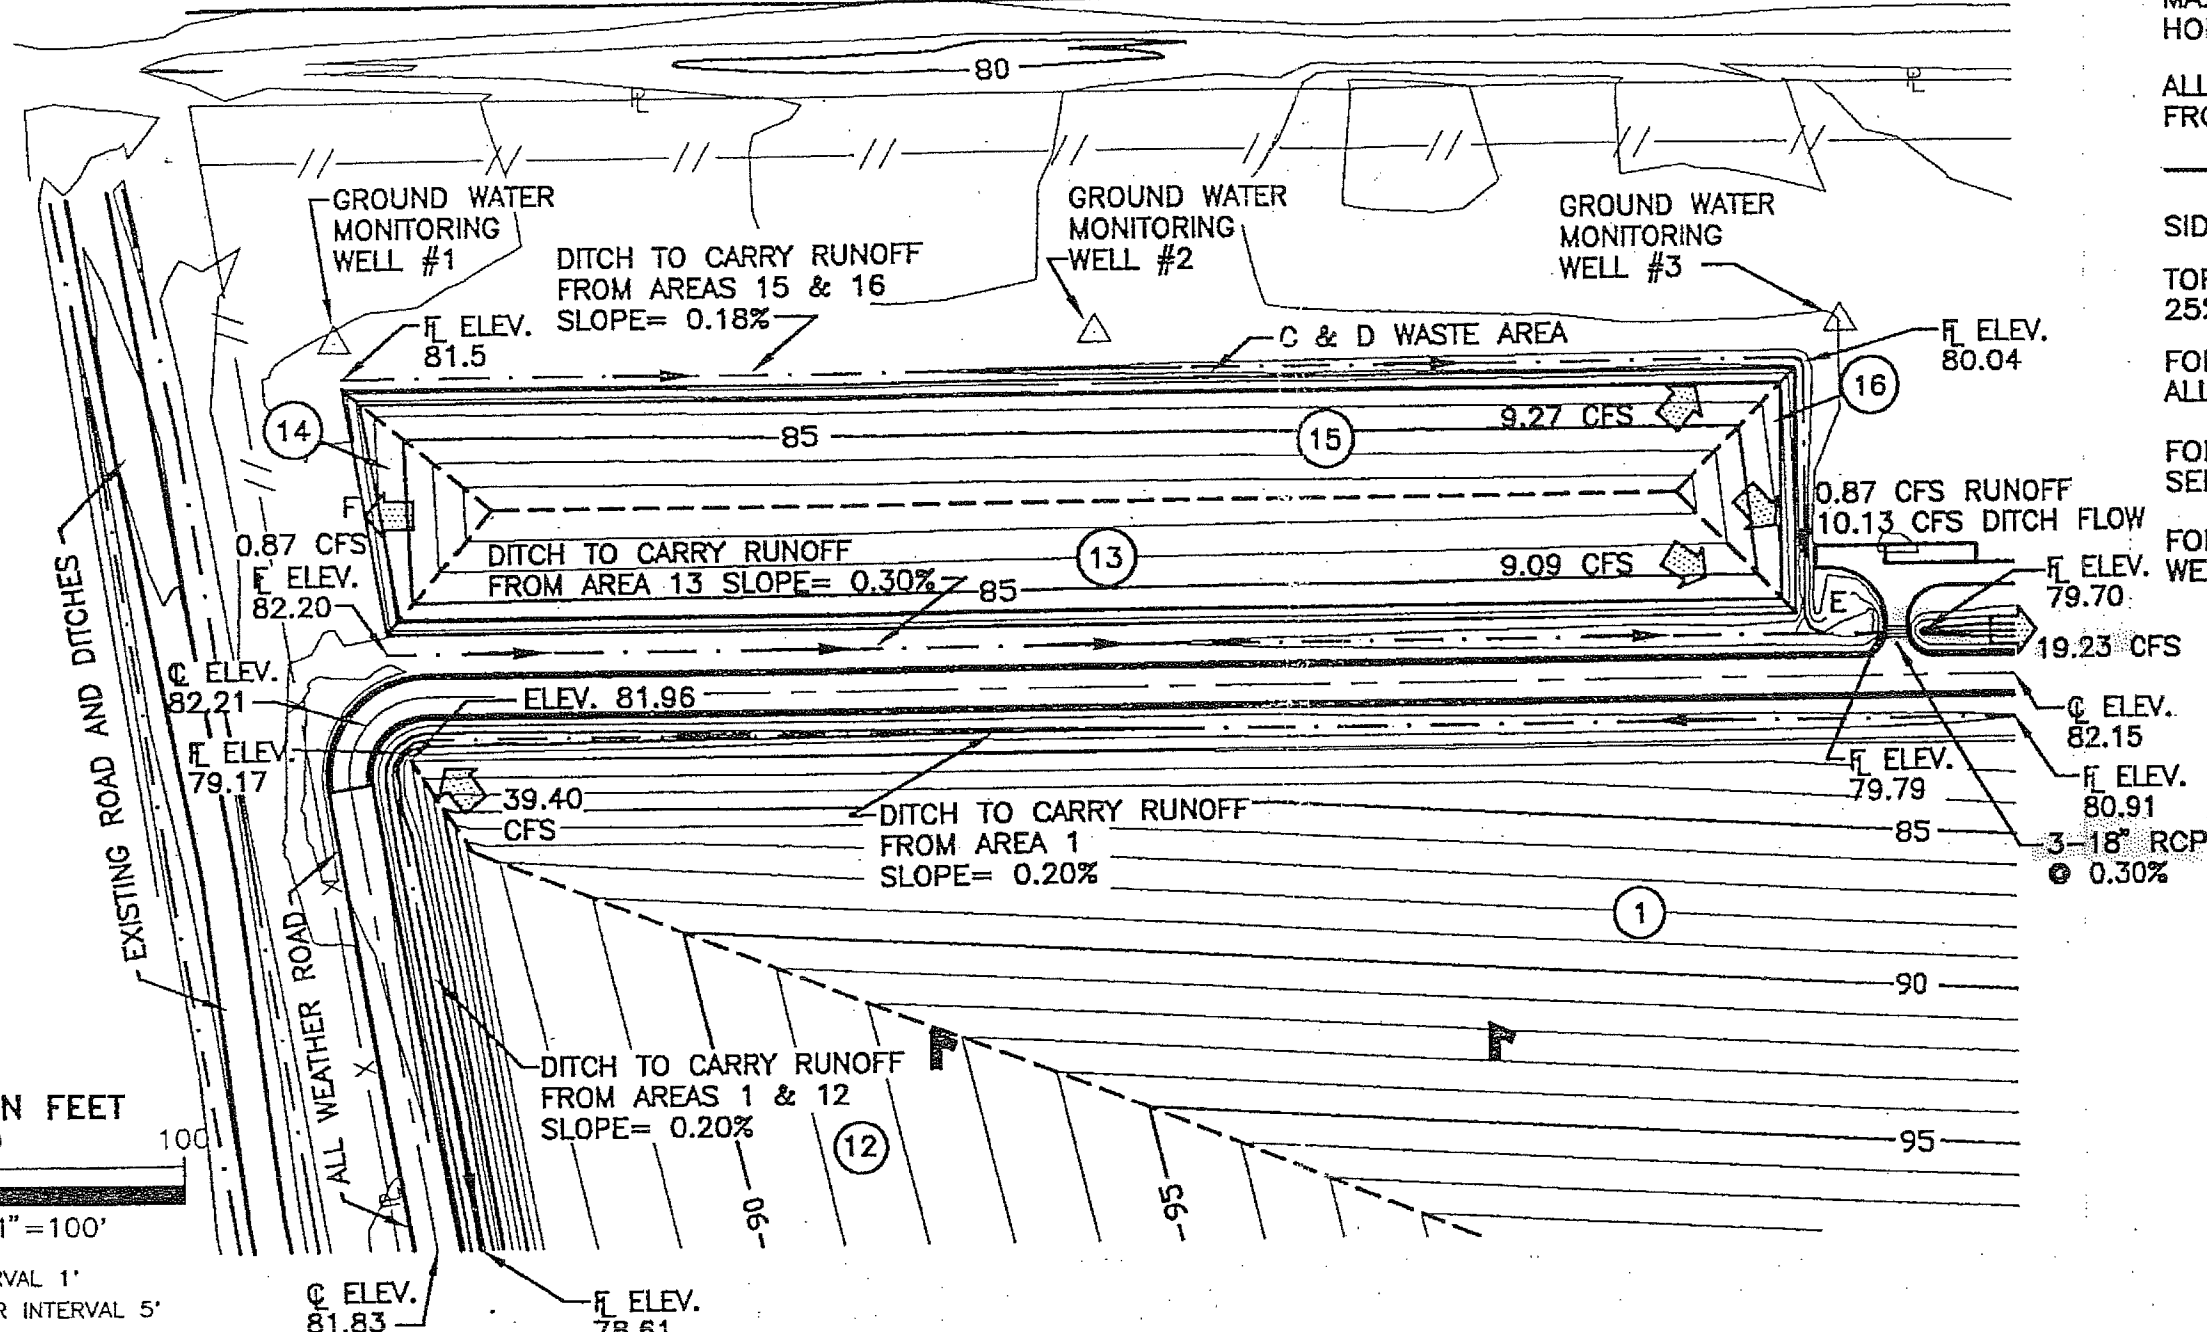 MA
HO
80
ALL
FRO
GROUND WATER
MONITORING
WELL #1
GROUND WATER
MONITORING
WELL #2
GROUND WATER
MONITORING
WELL #3
SID
DITCH TO CARRY RUNOFF
FROM AREAS 15 & 16
SLOPE= 0.18%
TOP
25%
FL ELEV.
81.5
C & D WASTE AREA
FL ELEV.
80.04
FOR
ALL
14
85
15
9.27 CFS
16
FOR
SEE
F
0.87 CFS
0.87 CFS RUNOFF
10.13 CFS DITCH FLOW
FL ELEV.
82.20
DITCH TO CARRY RUNOFF
FROM AREA 13 SLOPE= 0.30%
85
13
9.09 CFS
FOR
WE
FL ELEV.
79.70
E
19.23 CFS
EXISTING ROAD AND DITCHES
CL ELEV.
82.21
ELEV. 81.96
CL ELEV.
82.15
FL ELEV.
79.17
39.40
CFS
DITCH TO CARRY RUNOFF
FROM AREA 1
SLOPE= 0.20%
FL ELEV.
79.79
FL ELEV.
80.91
85
3-18" RCP
@ 0.30%
1
ALL WEATHER ROAD
90
DITCH TO CARRY RUNOFF
FROM AREAS 1 & 12
SLOPE= 0.20%
12
95
90
95
N FEET
100
1"=100'
RVAL 1'
R INTERVAL 5'
CL ELEV.
81.83
FL ELEV.
78.61